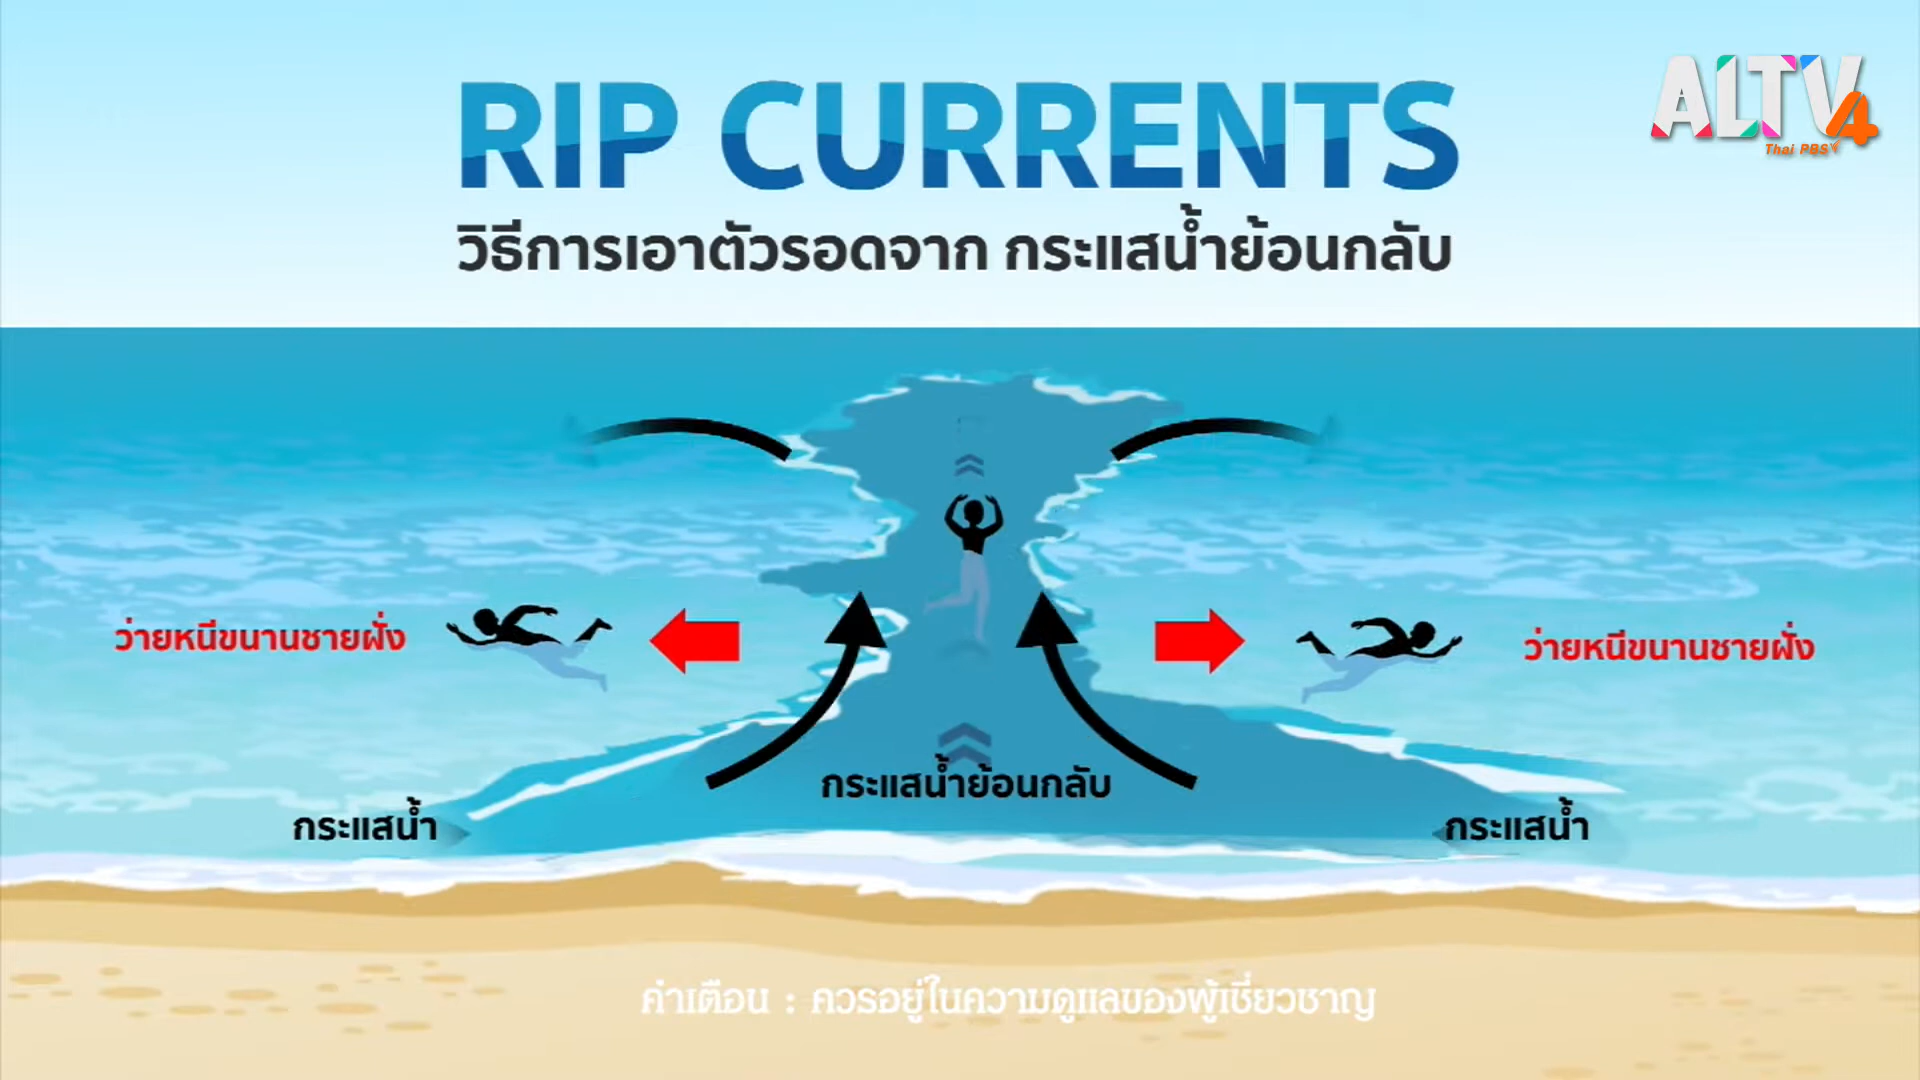 RIP CURRENTS
ALTV4
Thai PBS
วิธีการเอาตัวรอดจาก กระแสน้ำย้อนกลับ
ว่ายหนีขนานชายฝั่ง
ว่ายหนีขนานชายฝั่ง
กระแสน้ำย้อนกลับ
กระแสน้ำ
กระแสน้ำ
คำเตือน : ควรอยู่ในความดูแลของผู้เชี่ยวชาญ